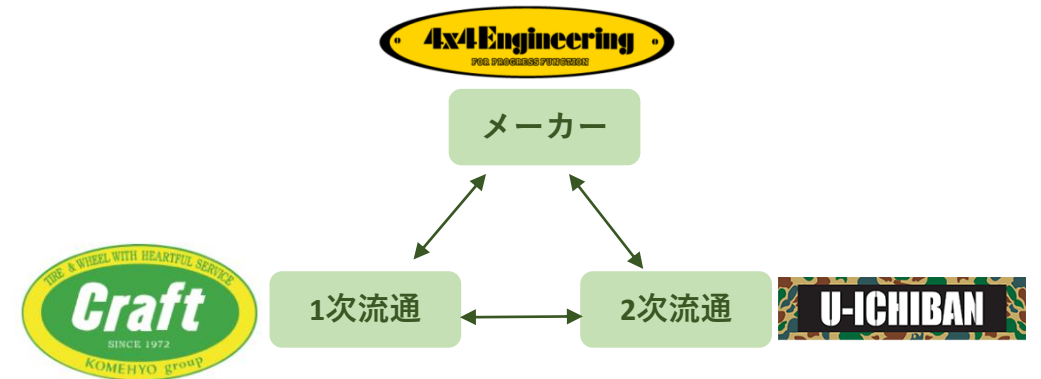 4x4Engineering
FOR PROGRESS FUNCTION
メーカー
TIRE & WHEEL WITH HEARTFUL SERVICE
Craft
SINCE 1972
KOMEHYO group
1次流通
2次流通
U-ICHIBAN